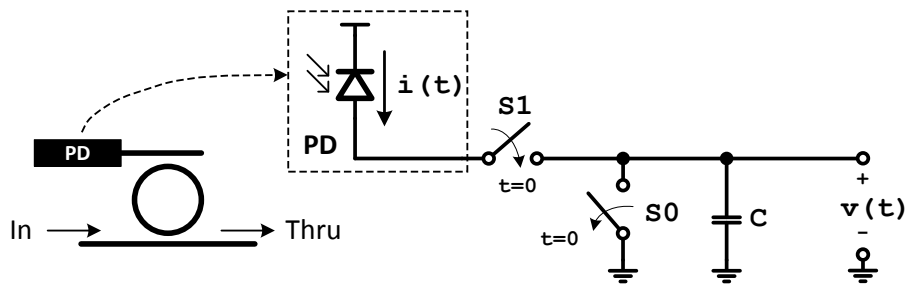 i(t)
PD
S1
t=0
PD
In
Thru
S0
t=0
C
+
v(t)
−